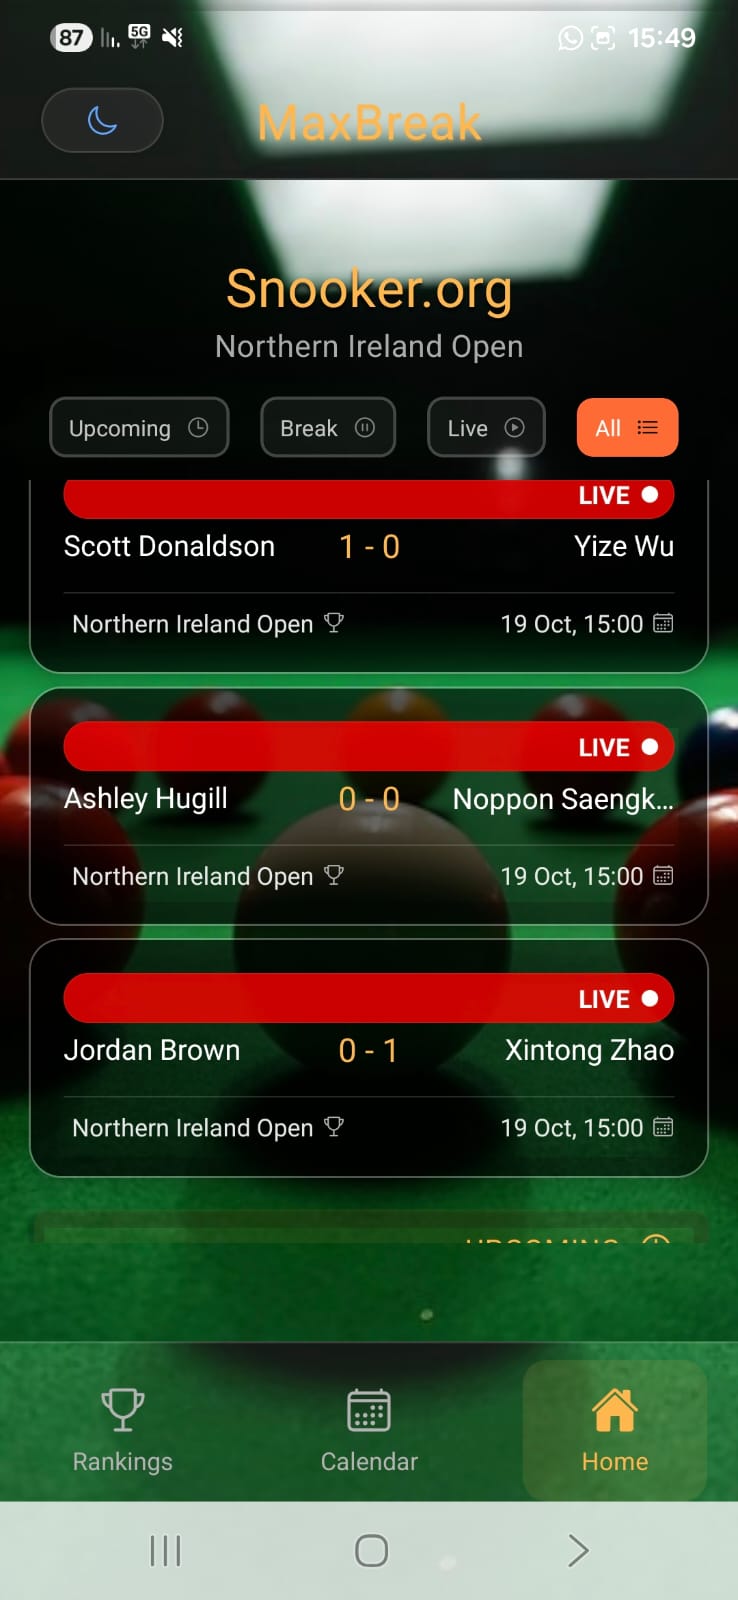 87 5G 15:49
MaxBreak
Snooker.org
Northern Ireland Open
Upcoming Break Live All
LIVE
Scott Donaldson 1 - 0 Yize Wu
Northern Ireland Open 19 Oct, 15:00
LIVE
Ashley Hugill 0 - 0 Noppon Saengk...
Northern Ireland Open 19 Oct, 15:00
LIVE
Jordan Brown 0 - 1 Xintong Zhao
Northern Ireland Open 19 Oct, 15:00
UPCOMING
Rankings Calendar Home